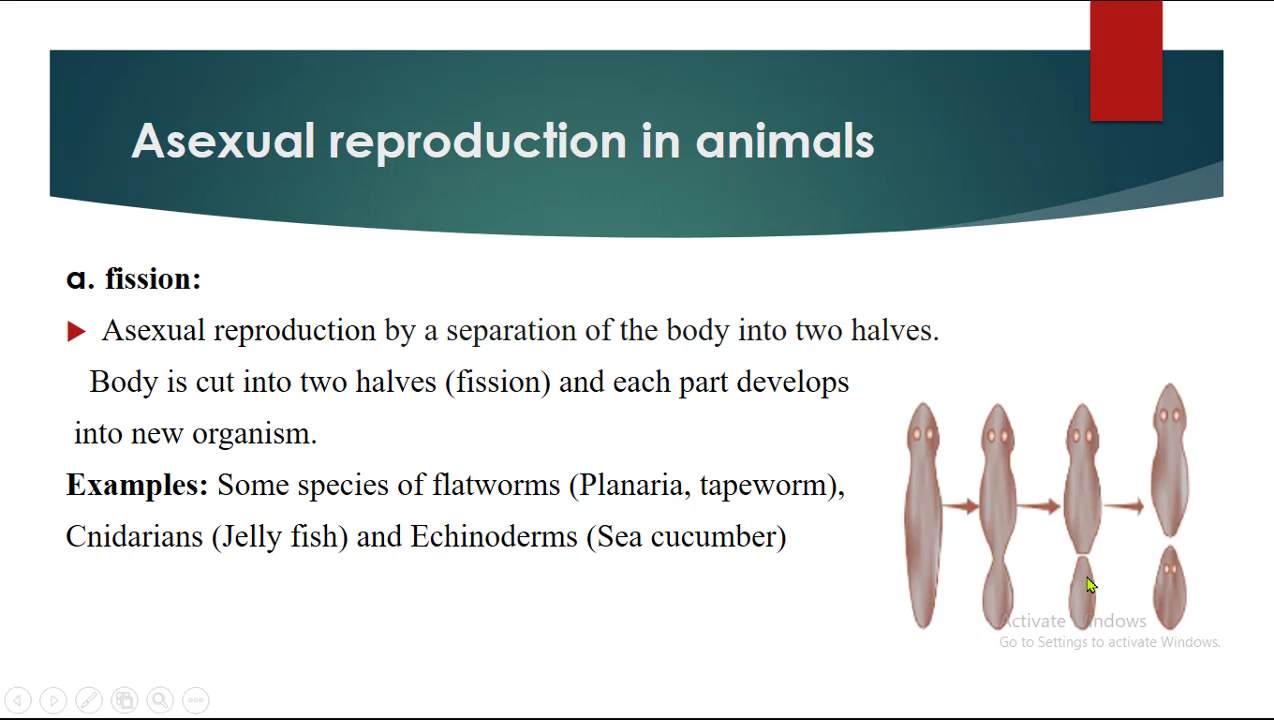 Asexual reproduction in animals
a. fission:
Asexual reproduction by a separation of the body into two halves.
Body is cut into two halves (fission) and each part develops
into new organism.
Examples: Some species of flatworms (Planaria, tapeworm),
Cnidarians (Jelly fish) and Echinoderms (Sea cucumber)
Activate Windows
Go to Settings to activate Windows.